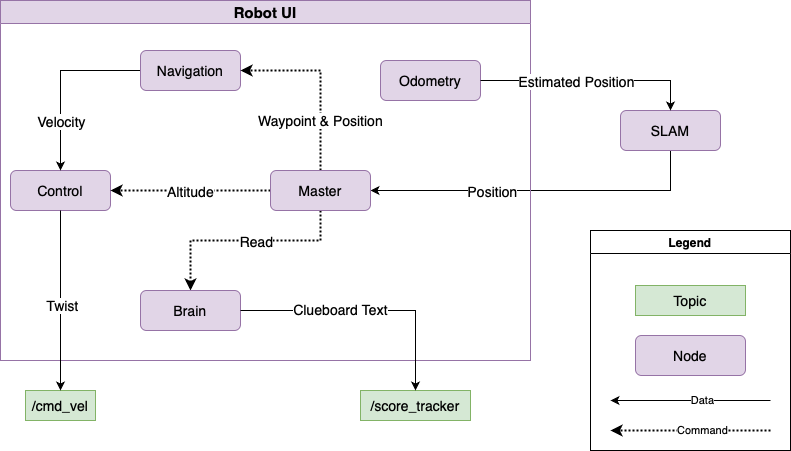 Robot UI
Navigation
Odometry
Estimated Position
Velocity
Waypoint & Position
SLAM
Control
Altitude
Master
Position
Read
Legend
Twist
Brain
Clueboard Text
Topic
Node
/cmd_vel
/score_tracker
Data
Command